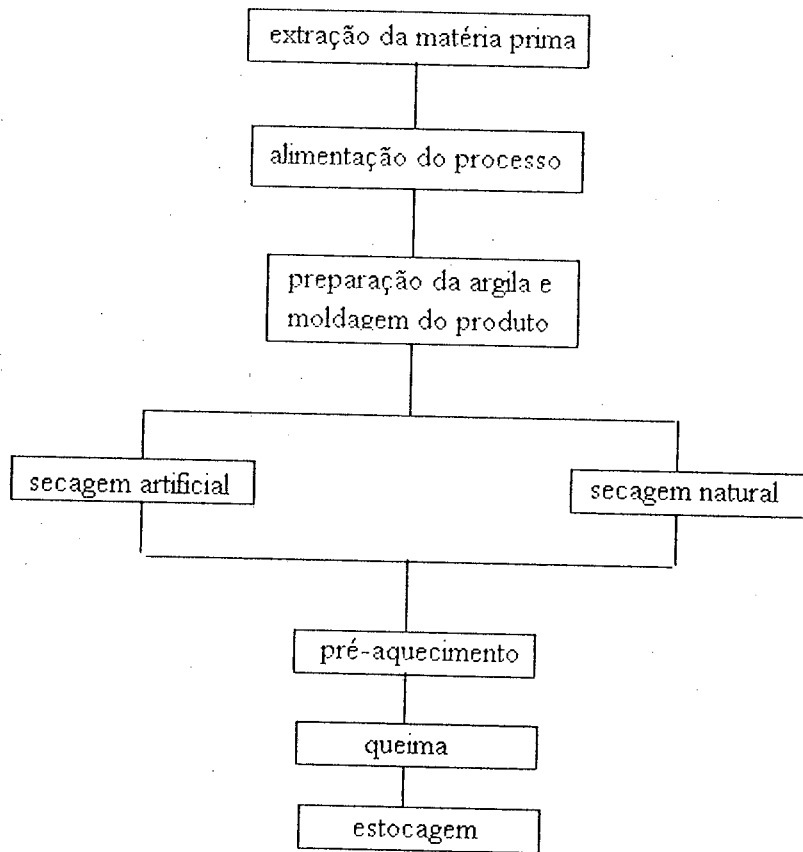 extração da matéria prima
alimentação do processo
preparação da argila e
moldagem do produto
secagem artificial
secagem natural
pré-aquecimento
queima
estocagem